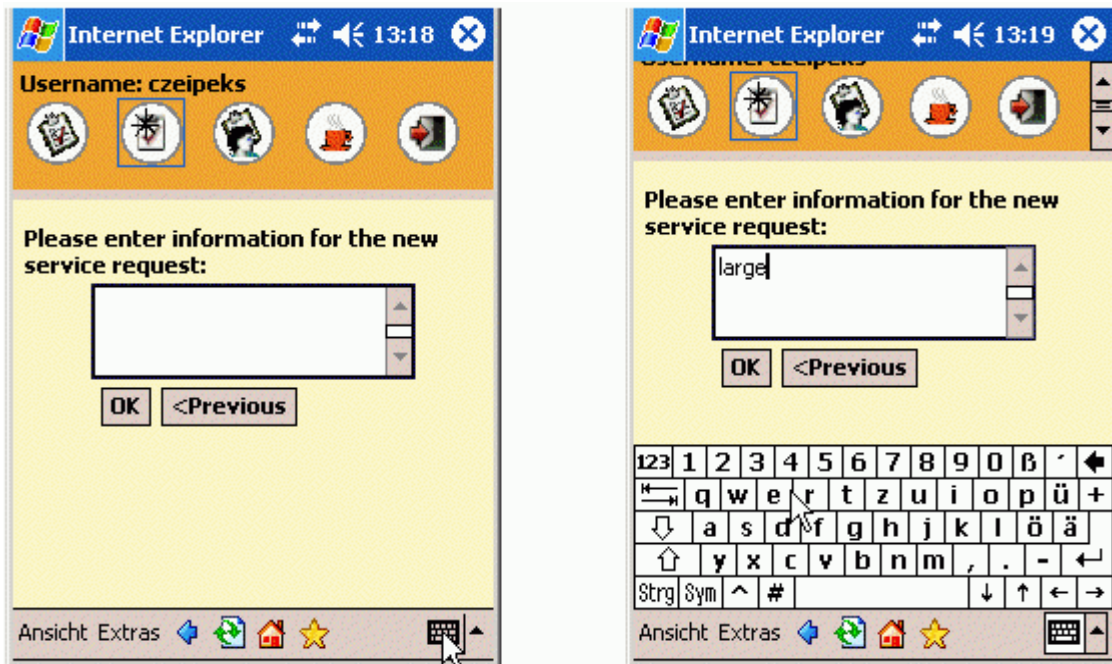 Internet Explorer 13:18
Username: czeipeks
Please enter information for the new
service request:
OK <Previous
Ansicht Extras
Internet Explorer 13:19
Username: czeipeks
Please enter information for the new
service request:
large
OK <Previous
123 1 2 3 4 5 6 7 8 9 0 ß ´
q w e r t z u i o p ü +
a s d f g h j k l ö ä
y x c v b n m , . -
Strg Sym ^ # ↓ ↑ ← →
Ansicht Extras